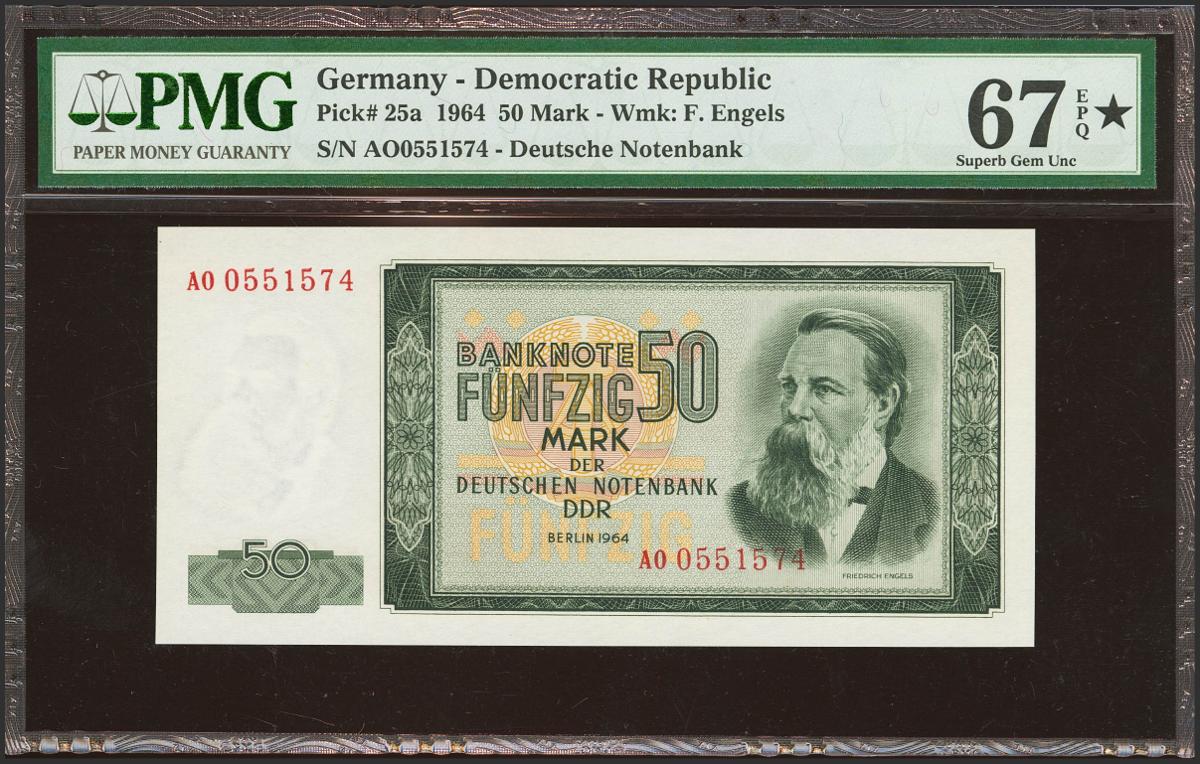 PMG
PAPER MONEY GUARANTY
Germany - Democratic Republic
Pick# 25a 1964 50 Mark - Wmk: F. Engels
S/N AO0551574 - Deutsche Notenbank
67 EPQ ★
Superb Gem Unc
AO 0551574
BANKNOTE 50
FÜNFZIG
MARK
DER
DEUTSCHEN NOTENBANK
DDR
FÜNFZIG
BERLIN 1964
AO 0551574
FRIEDRICH ENGELS
50